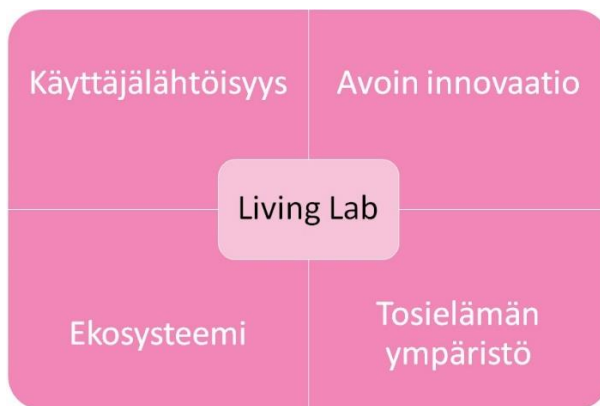 Käyttäjälähtöisyys
Avoin innovaatio
Living Lab
Ekosysteemi
Tosielämän
ympäristö